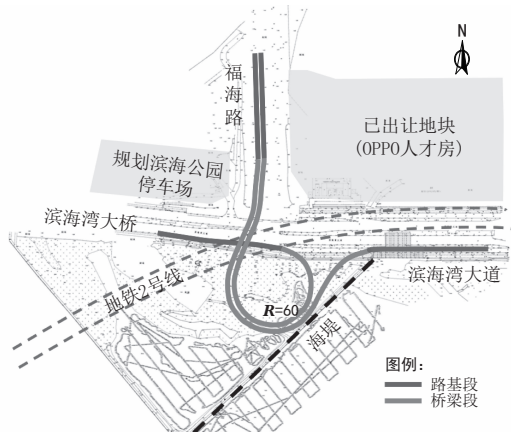 N
福海路
已出让地块
(OPPO人才房)
规划滨海公园
停车场
滨海湾大桥
滨海湾大道
地铁2号线
R=60
海堤
图例:
路基段
桥梁段